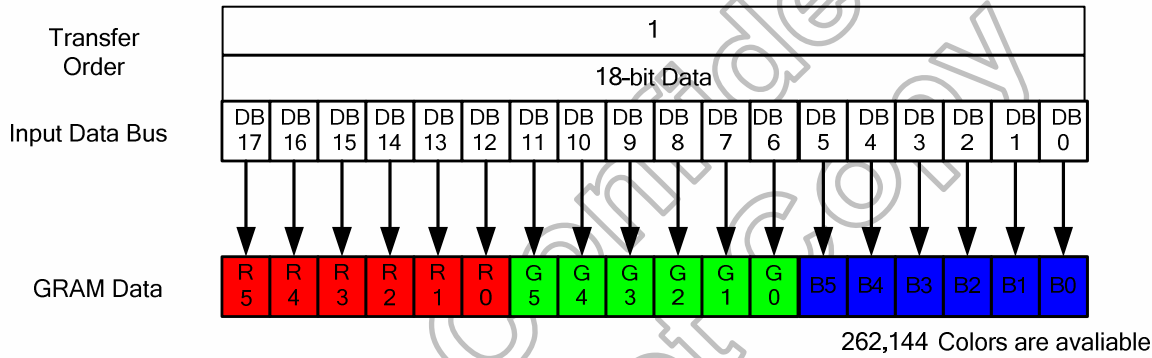 Transfer Order
1
18-bit Data
Input Data Bus
DB 17 DB 16 DB 15 DB 14 DB 13 DB 12 DB 11 DB 10 DB 9 DB 8 DB 7 DB 6 DB 5 DB 4 DB 3 DB 2 DB 1 DB 0
GRAM Data
R 5 R 4 R 3 R 2 R 1 R 0 G 5 G 4 G 3 G 2 G 1 G 0 B5 B4 B3 B2 B1 B0
262,144 Colors are avaliable
Copy